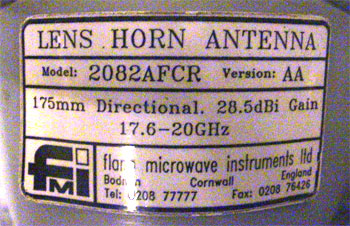 LENS HORN ANTENNA
Model: 2082AFCR Version: AA
175mm Directional. 28.5dBi Gain
17.6-20GHz
fmi flann microwave instruments ltd
Bodmin Cornwall England
Tel: 0208 77777 Fax: 0208 76426